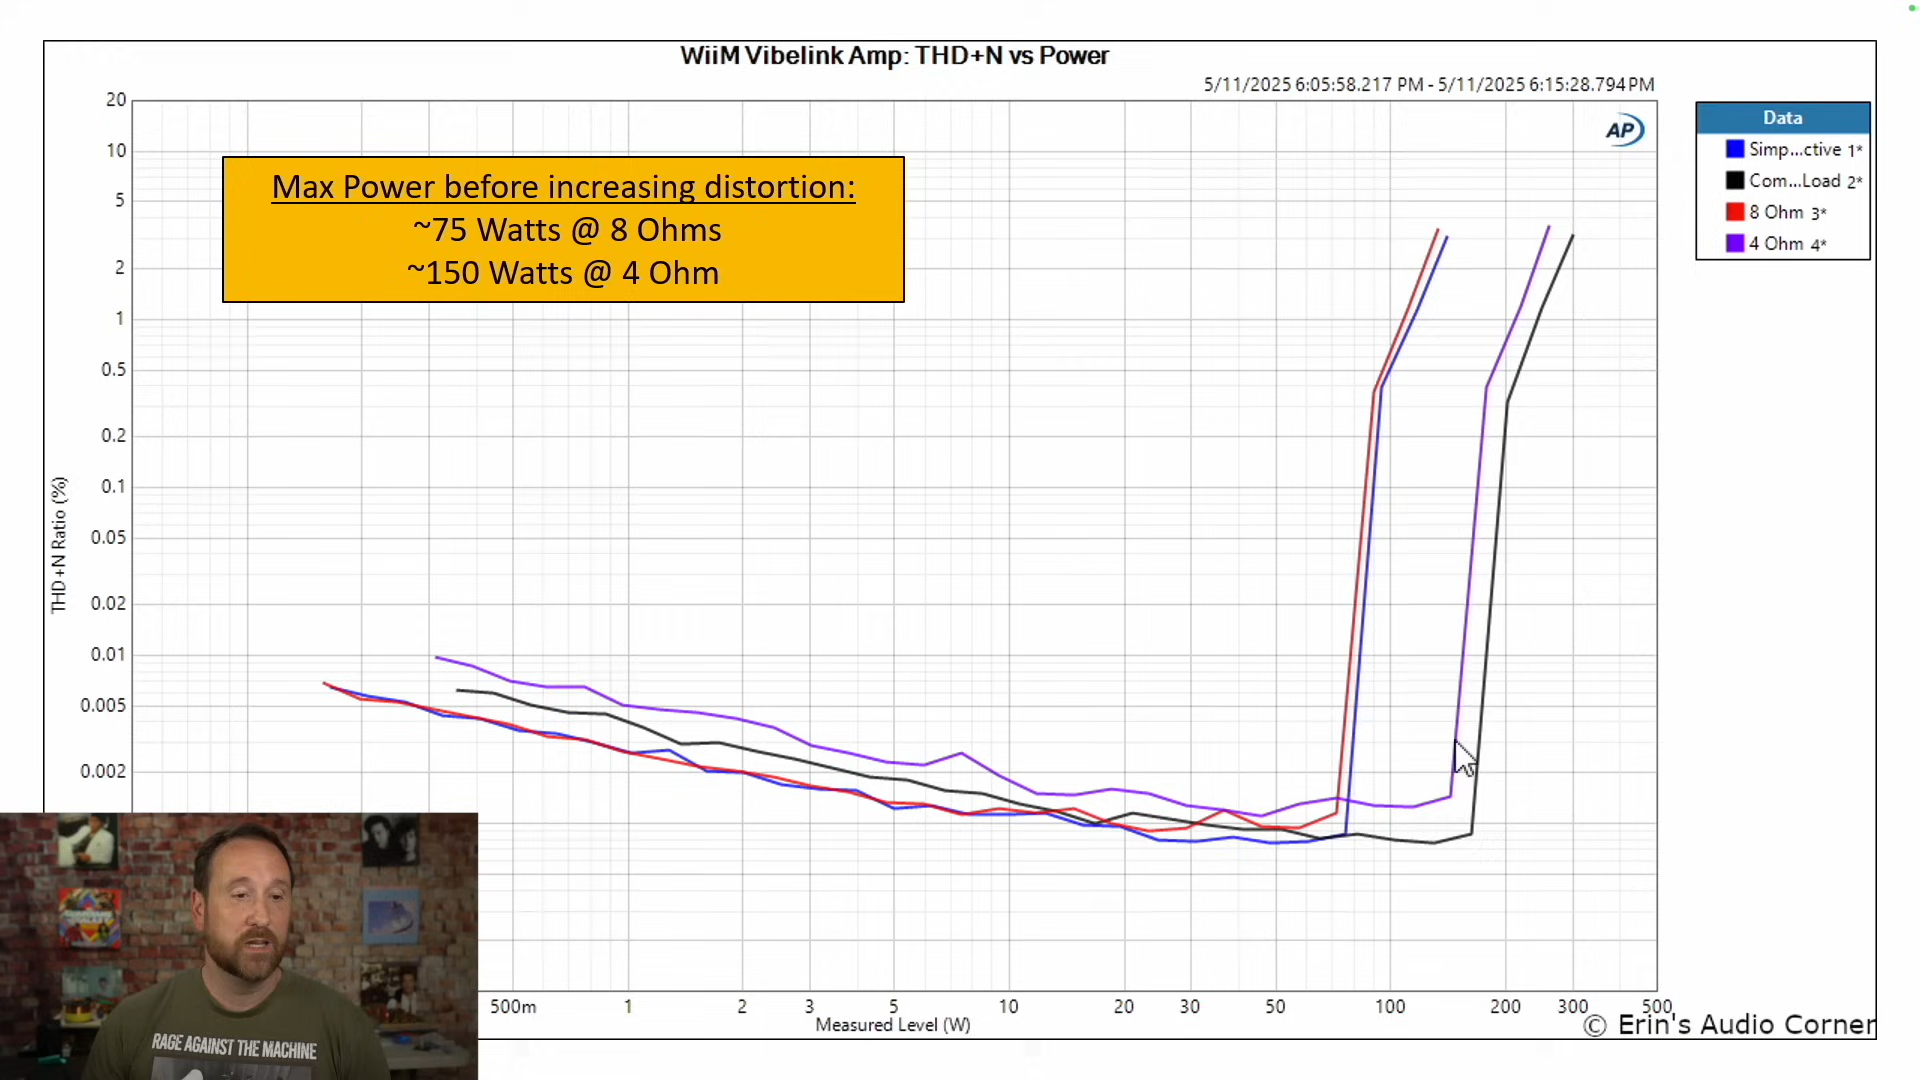 WiiM Vibelink Amp: THD+N vs Power
5/11/2025 6:05:58.217 PM - 5/11/2025 6:15:28.794 PM
AP
Data
Simp...ctive 1*
Com...Load 2*
8 Ohm 3*
4 Ohm 4*
Max Power before increasing distortion:
~75 Watts @ 8 Ohms
~150 Watts @ 4 Ohm
THD+N Ratio (%)
20
10
5
2
1
0.5
0.2
0.1
0.05
0.02
0.01
0.005
0.002
500m 1 2 3 5 10 20 30 50 100 200 300 500
Measured Level (W)
© Erin's Audio Corner
RAGE AGAINST THE MACHINE